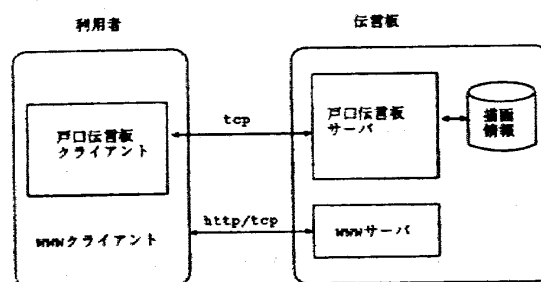 利用者
伝言板
戸口伝言板
クライアント
tcp
戸口伝言板
サーバ
描画
情報
WWWクライアント
http/tcp
WWWサーバ